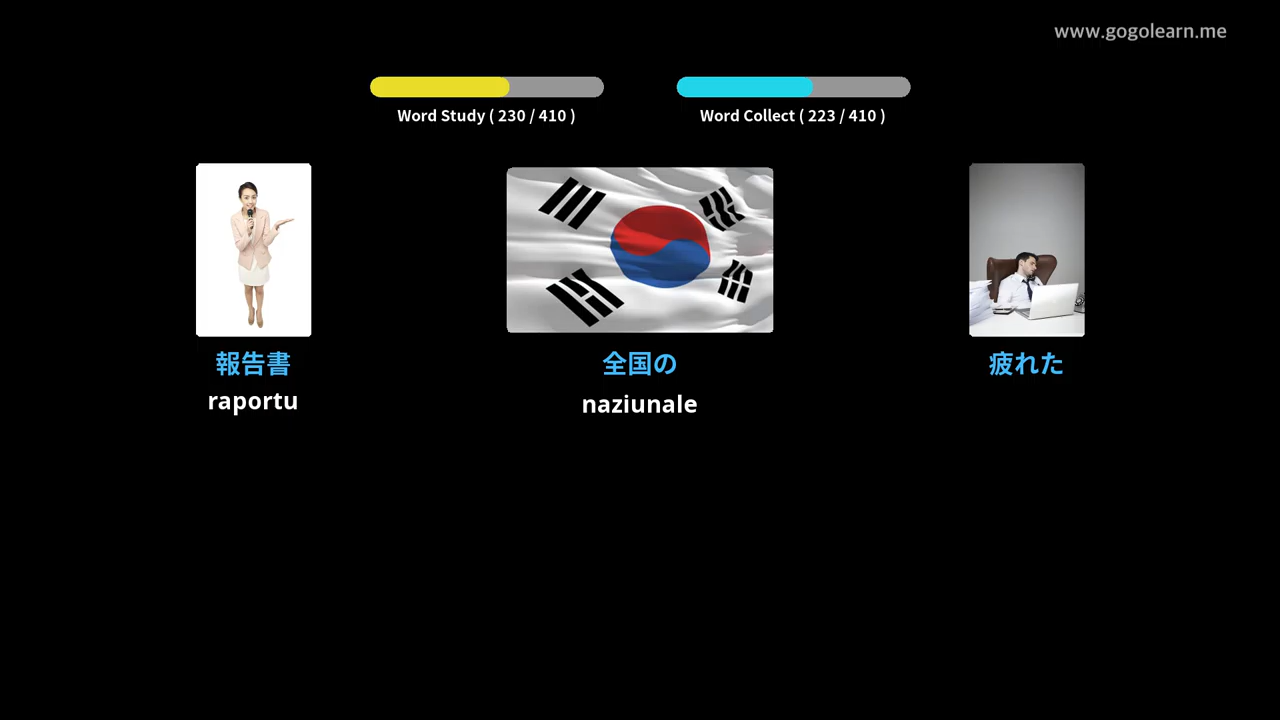 www.gogolearn.me
Word Study ( 230 / 410 )
Word Collect ( 223 / 410 )
報告書
raportu
全国の
naziunale
疲れた